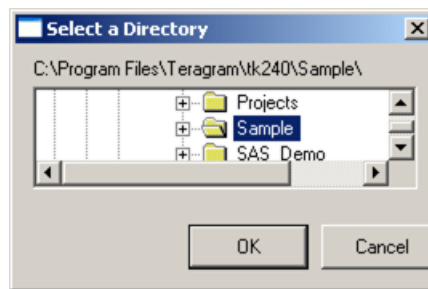 Select a Directory
C:\Program Files\Teragram\tk240\Sample\
Projects
Sample
SAS_Demo
OK
Cancel